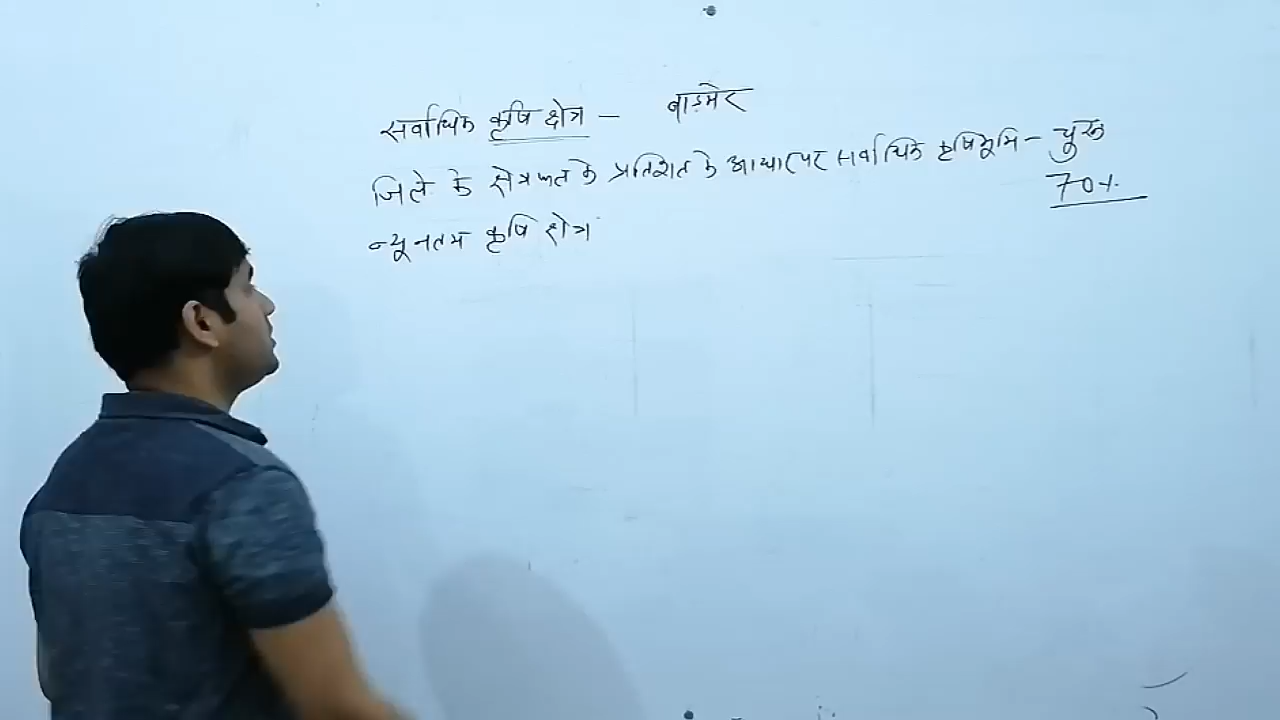 सर्वाधिक कृषि क्षेत्र – बाड़मेर
जिले के क्षेत्रफल के प्रतिशत के आधार पर सर्वाधिक कृषि भूमि – चुरू
70%
न्यूनतम कृषि क्षेत्र